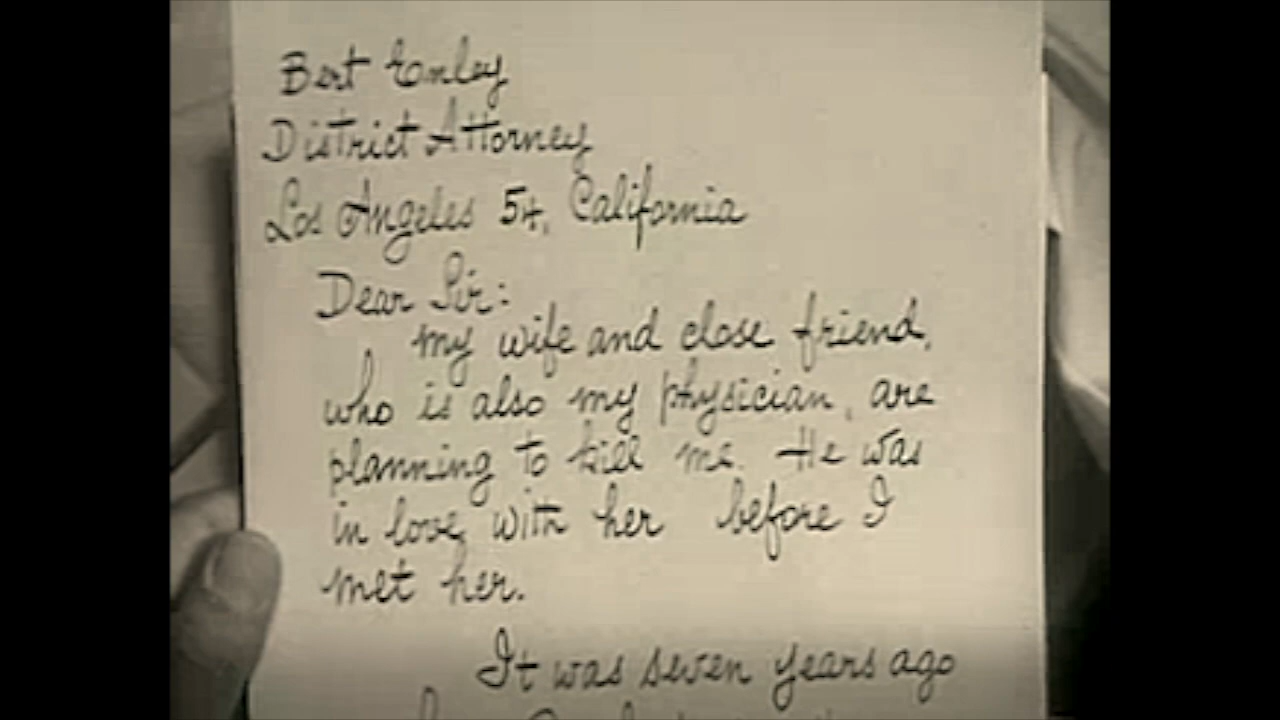 Bert Enley
District Attorney
Los Angeles 54, California
Dear Sir:
my wife and close friend,
who is also my physician, are
planning to kill me. He was
in love with her before I
met her.
It was seven years ago